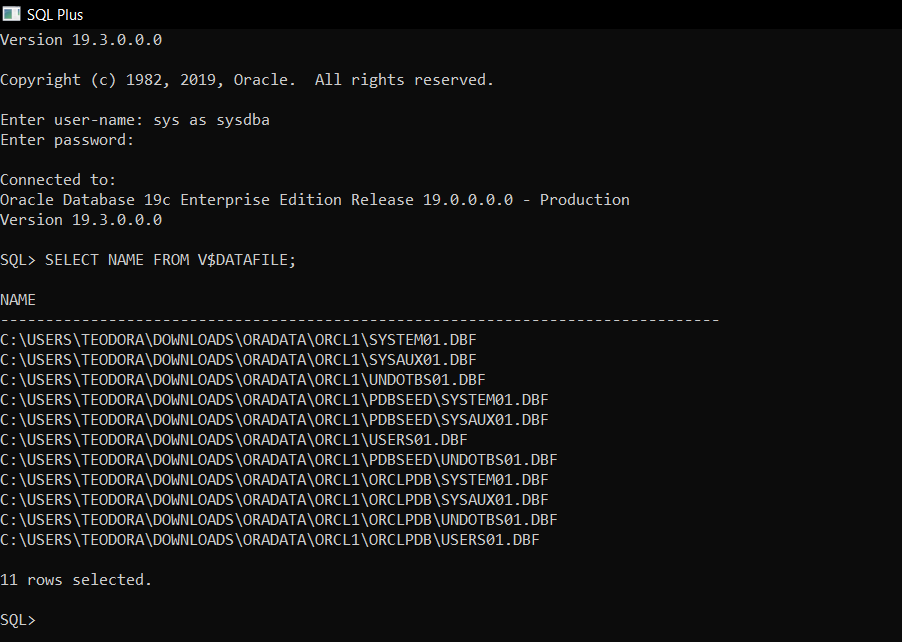 SQL Plus
Version 19.3.0.0.0
Copyright (c) 1982, 2019, Oracle.  All rights reserved.
Enter user-name: sys as sysdba
Enter password:
Connected to:
Oracle Database 19c Enterprise Edition Release 19.0.0.0.0 - Production
Version 19.3.0.0.0
SQL> SELECT NAME FROM V$DATAFILE;
NAME
--------------------------------------------------------------------------------
C:\USERS\TEODORA\DOWNLOADS\ORADATA\ORCL1\SYSTEM01.DBF
C:\USERS\TEODORA\DOWNLOADS\ORADATA\ORCL1\SYSAUX01.DBF
C:\USERS\TEODORA\DOWNLOADS\ORADATA\ORCL1\UNDOTBS01.DBF
C:\USERS\TEODORA\DOWNLOADS\ORADATA\ORCL1\PDBSEED\SYSTEM01.DBF
C:\USERS\TEODORA\DOWNLOADS\ORADATA\ORCL1\PDBSEED\SYSAUX01.DBF
C:\USERS\TEODORA\DOWNLOADS\ORADATA\ORCL1\USERS01.DBF
C:\USERS\TEODORA\DOWNLOADS\ORADATA\ORCL1\PDBSEED\UNDOTBS01.DBF
C:\USERS\TEODORA\DOWNLOADS\ORADATA\ORCL1\ORCLPDB\SYSTEM01.DBF
C:\USERS\TEODORA\DOWNLOADS\ORADATA\ORCL1\ORCLPDB\SYSAUX01.DBF
C:\USERS\TEODORA\DOWNLOADS\ORADATA\ORCL1\ORCLPDB\UNDOTBS01.DBF
C:\USERS\TEODORA\DOWNLOADS\ORADATA\ORCL1\ORCLPDB\USERS01.DBF
11 rows selected.
SQL>